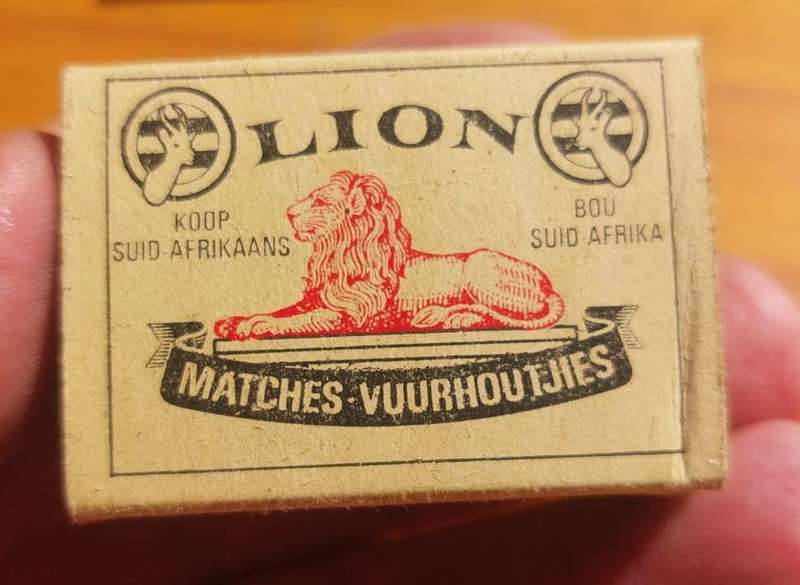 LION
KOOP
SUID-AFRIKAANS
BOU
SUID-AFRIKA
MATCHES-VUURHOUTJIES